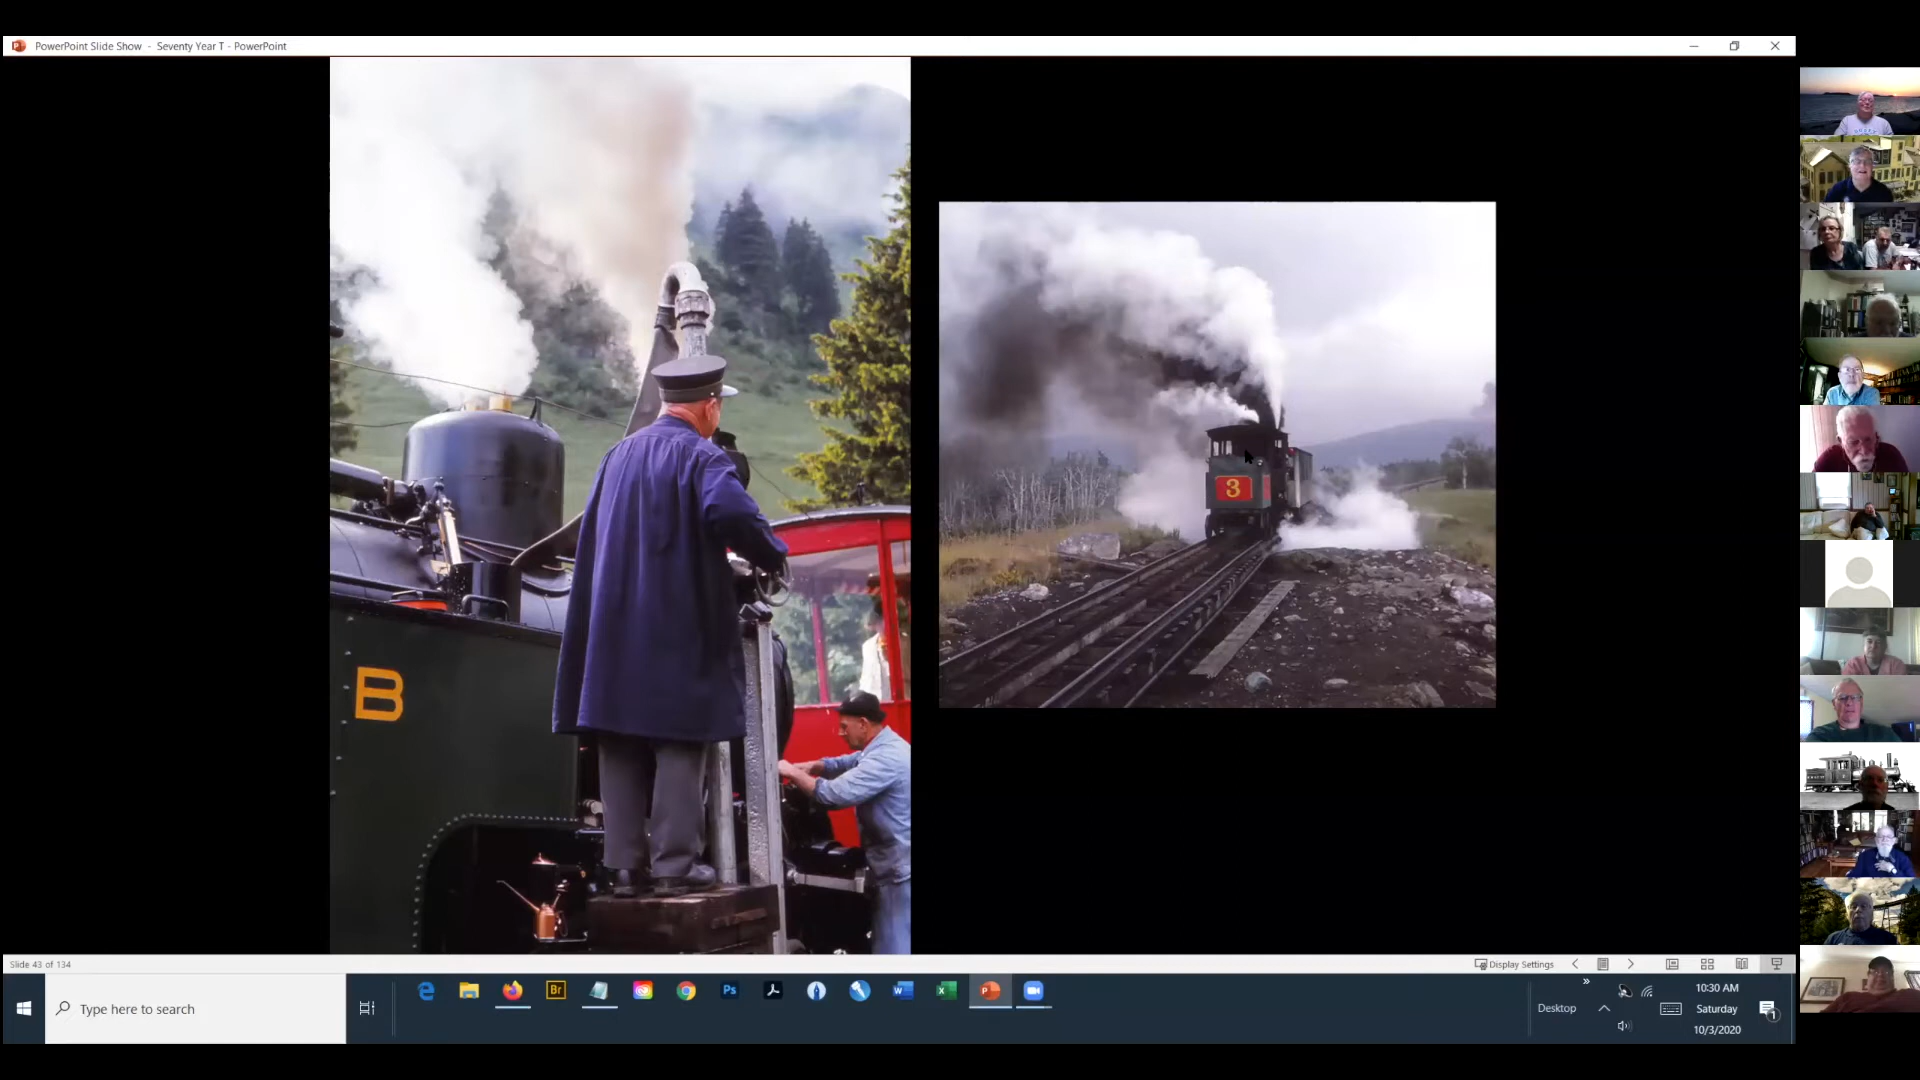 PowerPoint Slide Show - Seventy Year T - PowerPoint
B
3
Slide 43 of 134
Display Settings
Type here to search
Br
Ps
Desktop
10:30 AM
Saturday
10/3/2020
1